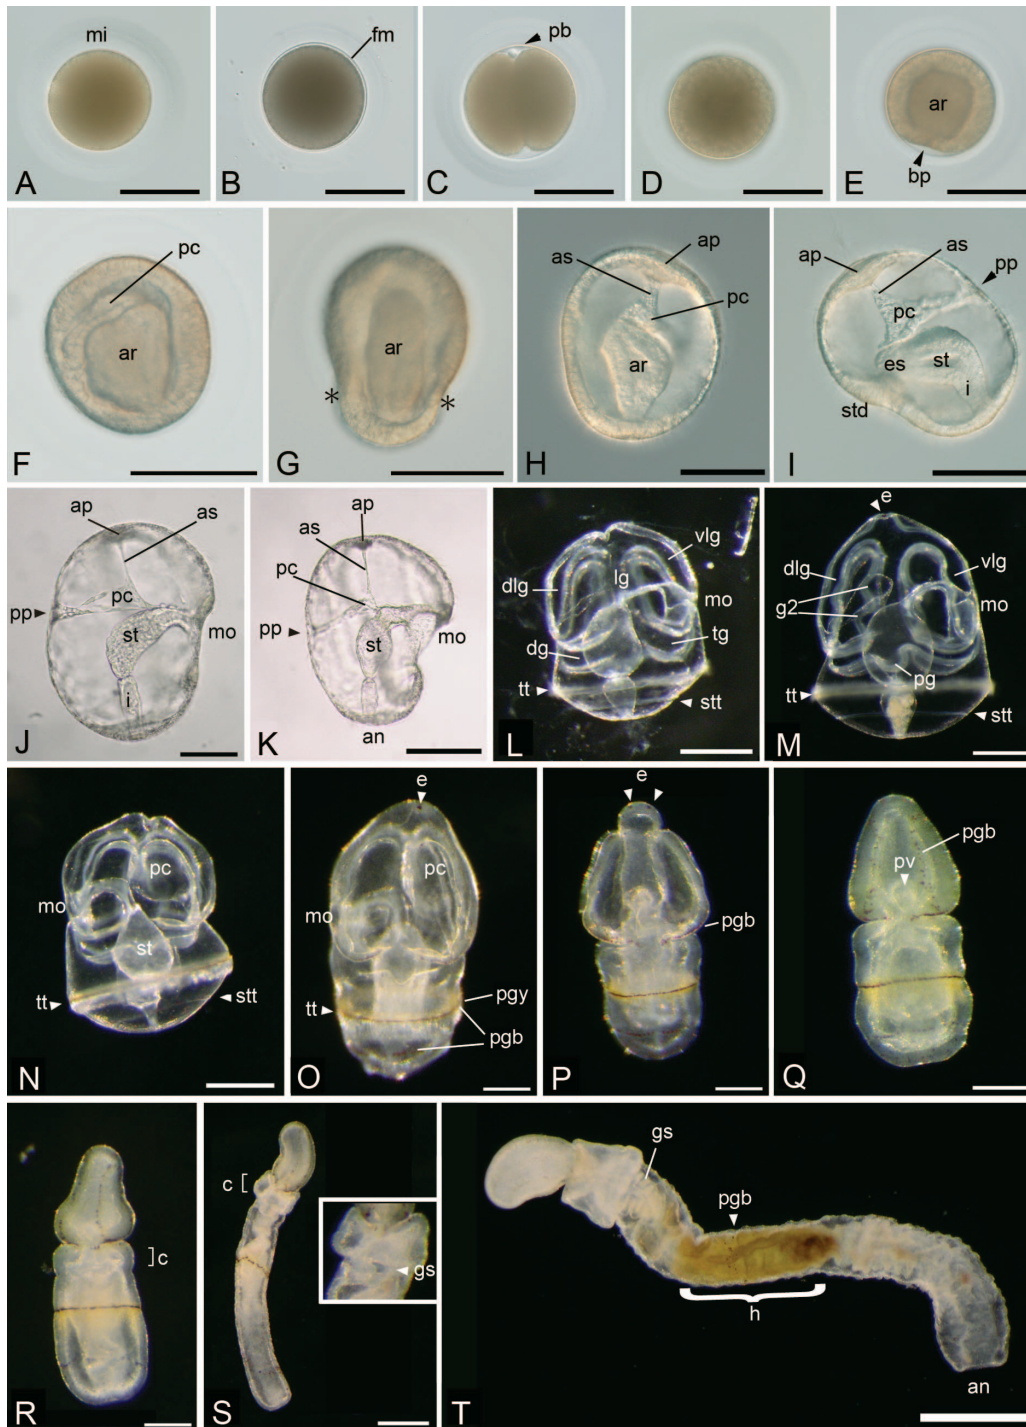 mi
fm
pb
ar
bp
A
B
C
D
E
pc
ar
ar
*
*
as
ap
pc
ar
ap
as
pp
pc
es
st
i
std
F
G
H
I
ap
as
pc
pp
st
mo
i
ap
as
pc
pp
st
mo
an
vlg
lg
dlg
mo
dg
tg
tt
stt
e
dlg
vlg
g2
mo
pg
tt
stt
J
K
L
M
pc
mo
st
tt
stt
e
pc
mo
tt
pgy
pgb
e
pgb
pgb
pv
N
O
P
Q
c
c
gs
gs
pgb
h
an
R
S
T